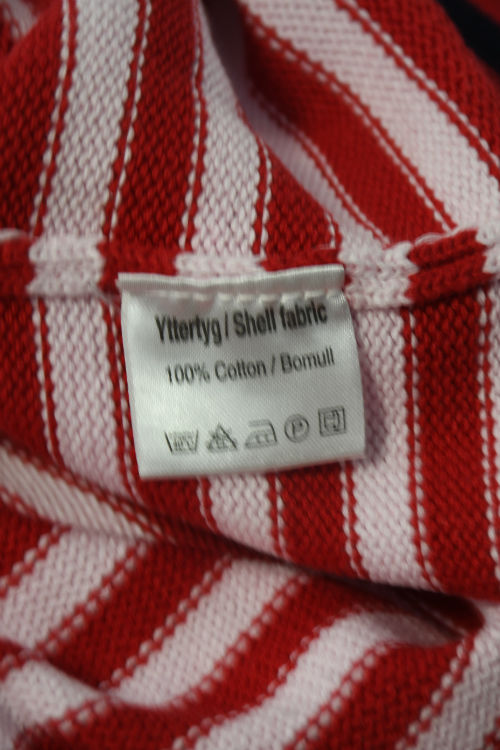 Yttertyg / Shell fabric
100% Cotton / Bomull
P